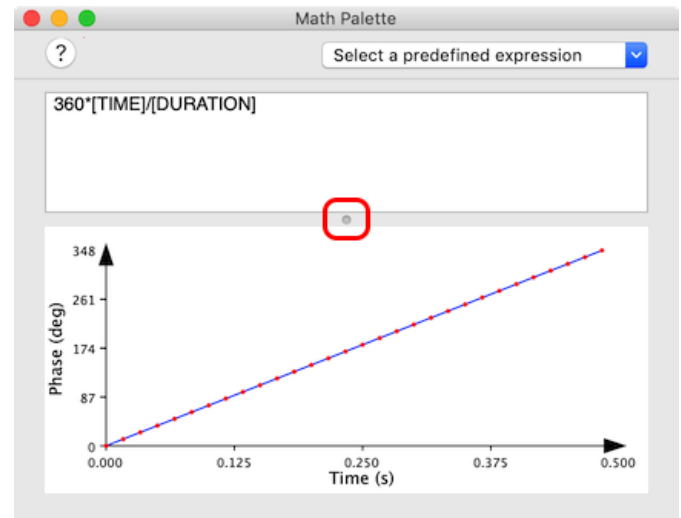 Math Palette
?
Select a predefined expression
360*[TIME]/[DURATION]
348
261
174
87
0
Phase (deg)
0.000 0.125 0.250 0.375 0.500
Time (s)